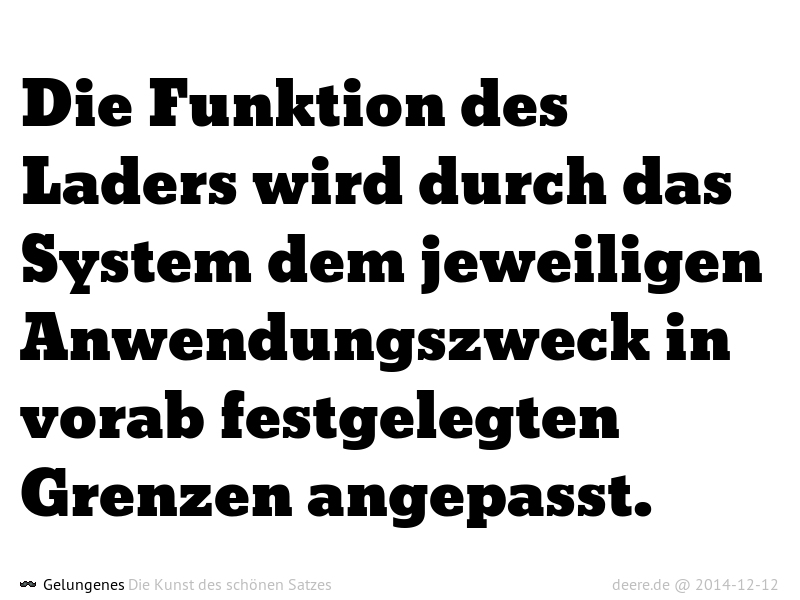 Die Funktion des
Laders wird durch das
System dem jeweiligen
Anwendungszweck in
vorab festgelegten
Grenzen angepasst.
Gelungenes Die Kunst des schönen Satzes
deere.de @ 2014-12-12